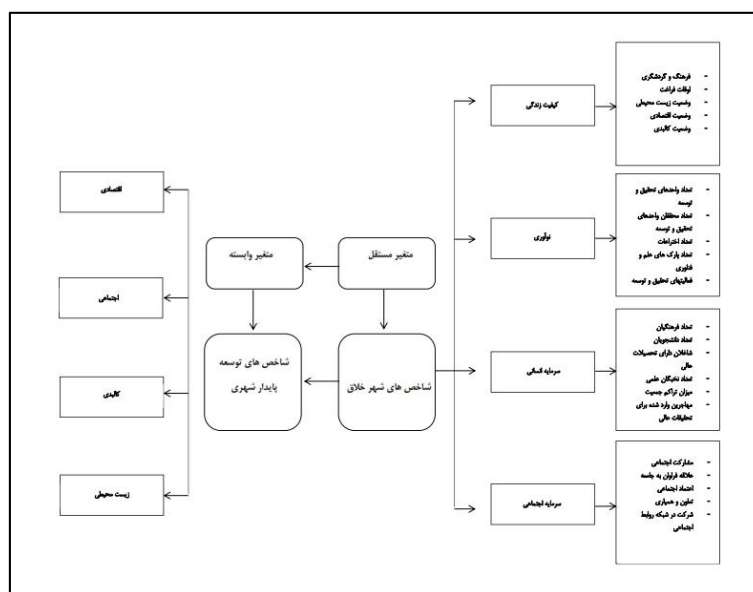 کیفیت زندگی
- فرهنگ و گردشگری
- اوقات فراغت
- وضعیت زیست محیطی
- وضعیت اقتصادی
- وضعیت کالبدی
نوآوری
- تعداد واحدهای تحقیق و
توسعه
- تعداد محققان واحدهای
تحقیق و توسعه
- تعداد اختراعات
- تعداد پارک های علم و
فناوری
- فعالیتهای تحقیق و توسعه
سرمایه انسانی
- تعداد فرهنگیان
- تعداد دانشجویان
- شاغلان دارای تحصیلات
عالی
- تعداد نخبگان علمی
- میزان تراکم جمعیت
- مهاجرین وارد شده برای
تحقیقات عالی
سرمایه اجتماعی
- مشارکت اجتماعی
- علاقه فراوان به جامعه
- اعتماد اجتماعی
- تعاون و همیاری
- شرکت در شبکه روابط
اجتماعی
متغیر مستقل
متغیر وابسته
شاخص های شهر خلاق
شاخص های توسعه
پایدار شهری
اقتصادی
اجتماعی
کالبدی
زیست محیطی